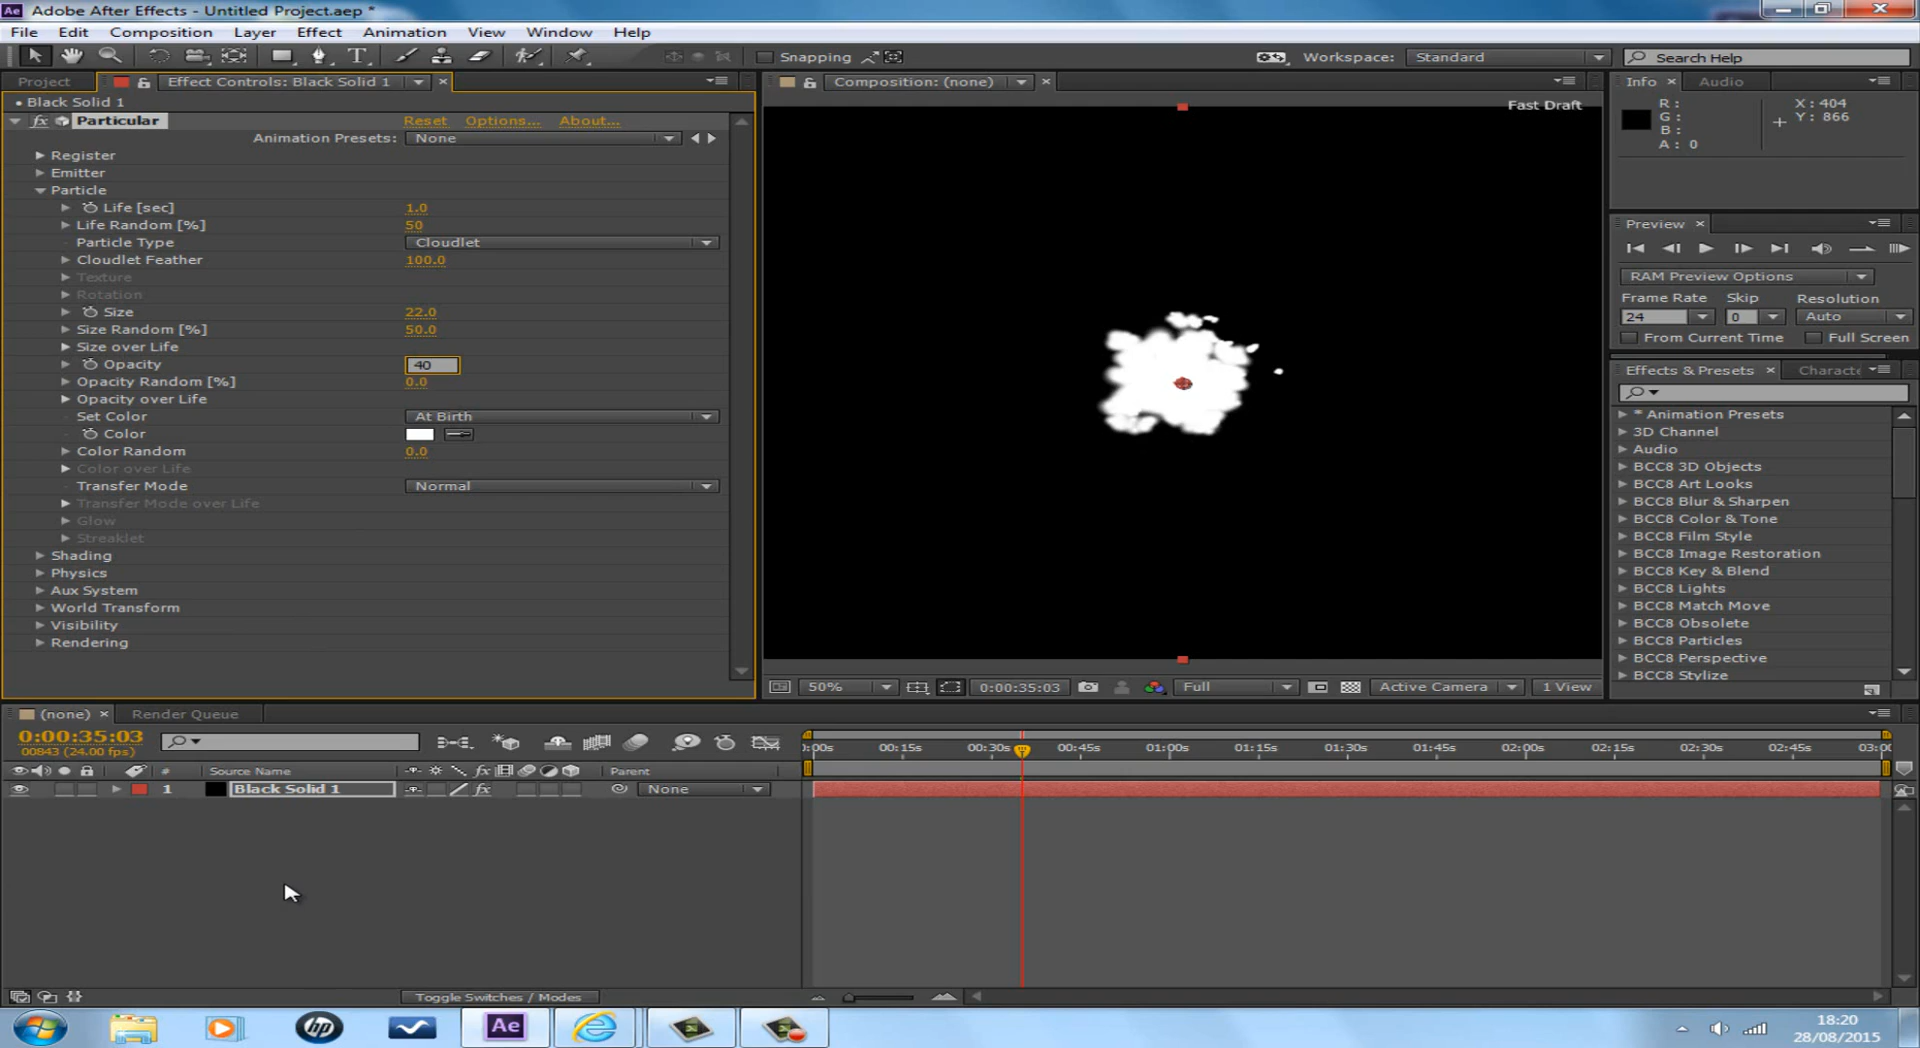 Adobe After Effects - Untitled Project.aep *
File Edit Composition Layer Effect Animation View Window Help
Snapping
Workspace: Standard
Search Help
Project
Effect Controls: Black Solid 1
Black Solid 1
fx Particular Reset Options... About...
Animation Presets: None
Register
Emitter
Particle
Life [sec] 1.0
Life Random [%] 50
Particle Type Cloudlet
Cloudlet Feather 100.0
Texture
Rotation
Size 22.0
Size Random [%] 50.0
Size over Life
Opacity 40
Opacity Random [%] 0.0
Opacity over Life
Set Color At Birth
Color
Color Random 0.0
Color over Life
Transfer Mode Normal
Transfer Mode over Life
Glow
Streaklet
Shading
Physics
Aux System
World Transform
Visibility
Rendering
Composition: (none)
Fast Draft
50% 0:00:35:03 Full Active Camera 1 View
Info Audio
R:
G:
B:
A: 0
X: 404
Y: 866
Preview
RAM Preview Options
Frame Rate Skip Resolution
24 0 Auto
From Current Time Full Screen
Effects & Presets Characte
* Animation Presets
3D Channel
Audio
BCC8 3D Objects
BCC8 Art Looks
BCC8 Blur & Sharpen
BCC8 Color & Tone
BCC8 Film Style
BCC8 Image Restoration
BCC8 Key & Blend
BCC8 Lights
BCC8 Match Move
BCC8 Obsolete
BCC8 Particles
BCC8 Perspective
BCC8 Stylize
(none) Render Queue
0:00:35:03
00843 (24.00 fps)
:00s 00:15s 00:30s 00:45s 01:00s 01:15s 01:30s 01:45s 02:00s 02:15s 02:30s 02:45s 03:00
# Source Name fx Parent
1 Black Solid 1 fx None
Toggle Switches / Modes
hp
Ae
18:20
28/08/2015